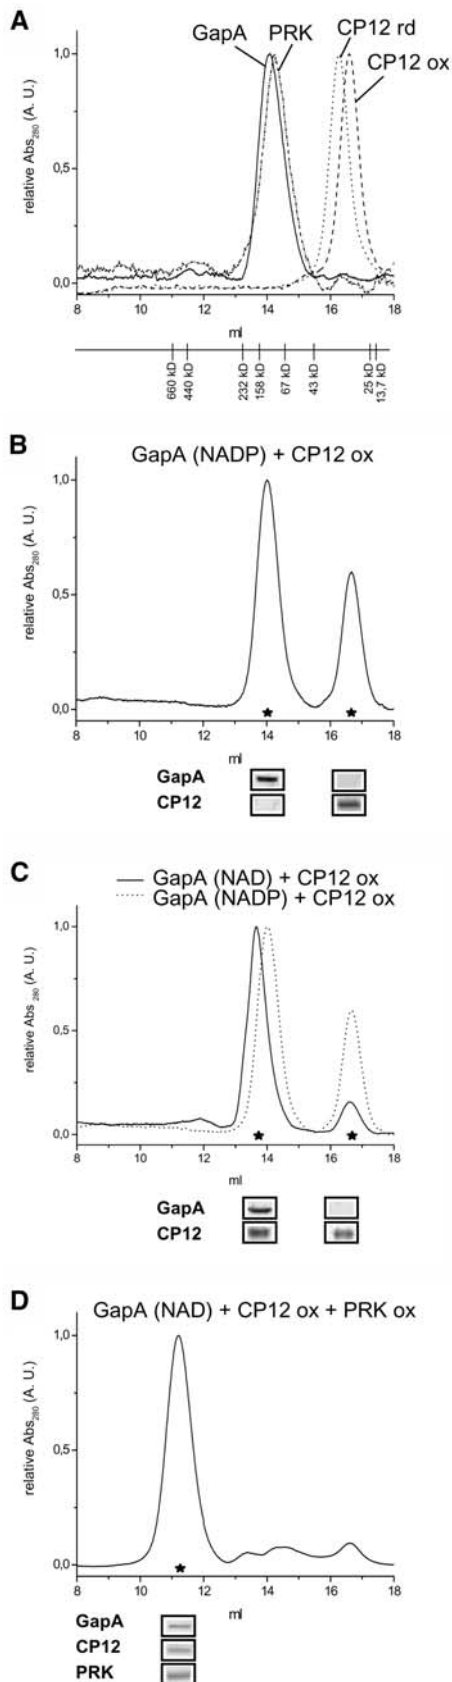 A
GapA PRK CP12 rd
CP12 ox
relative Abs280 (A. U.)
1,0
0,5
0,0
8 10 12 14 16 18
ml
660 kD 440 kD 232 kD 158 kD 67 kD 43 kD 25 kD 13,7 kD
B
GapA (NADP) + CP12 ox
relative Abs280 (A. U.)
1,0
0,5
0,0
8 10 12 14 16 18
ml
GapA
CP12
C
GapA (NAD) + CP12 ox
GapA (NADP) + CP12 ox
relative Abs 280 (A. U.)
1,0
0,5
0,0
8 10 12 14 16 18
ml
GapA
CP12
D
GapA (NAD) + CP12 ox + PRK ox
relative Abs280 (A. U.)
1,0
0,5
0,0
8 10 12 14 16 18
ml
GapA
CP12
PRK